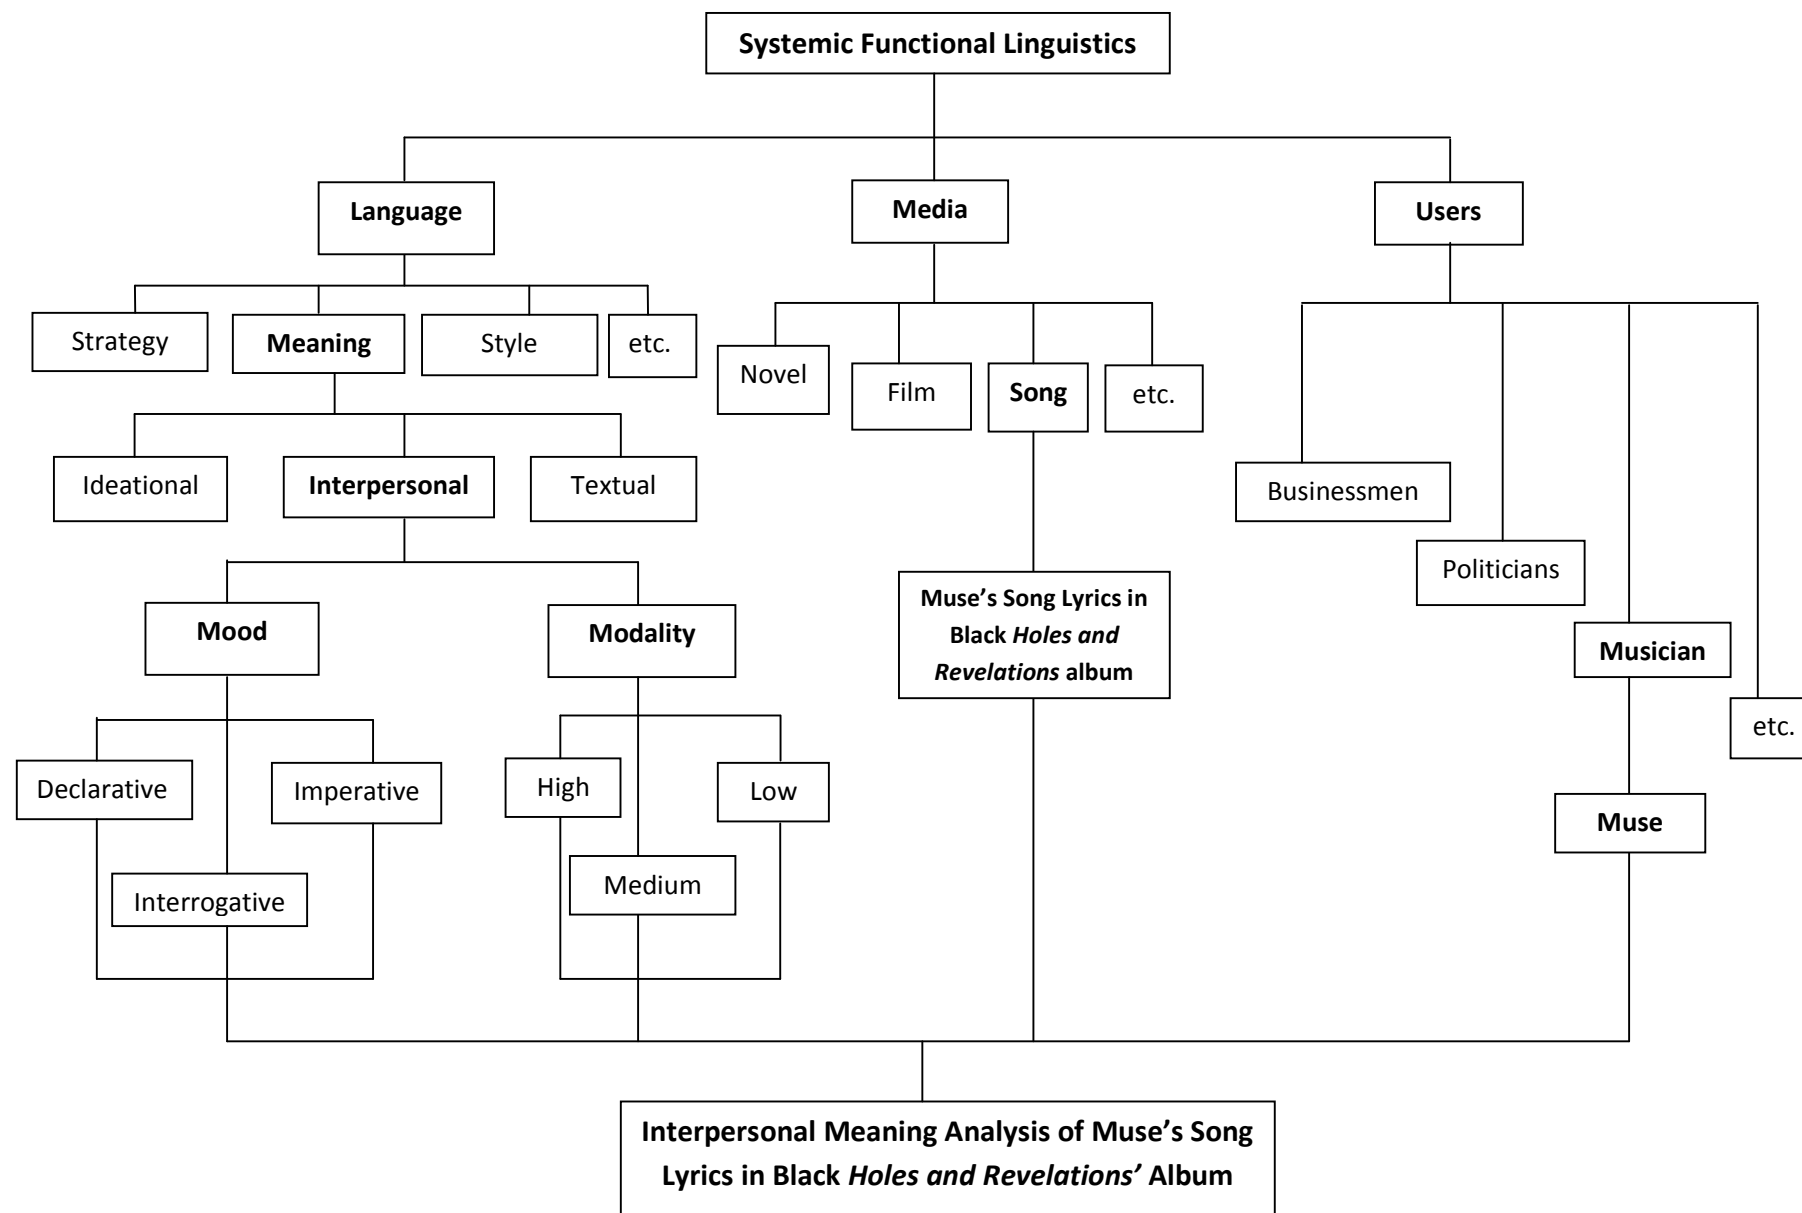 Systemic Functional Linguistics
Language
Media
Users
Strategy
Meaning
Style
etc.
Novel
Film
Song
etc.
Ideational
Interpersonal
Textual
Businessmen
Politicians
Mood
Modality
Muse’s Song Lyrics in
Black Holes and
Revelations album
Musician
etc.
Declarative
Imperative
High
Low
Muse
Interrogative
Medium
Interpersonal Meaning Analysis of Muse’s Song
Lyrics in Black Holes and Revelations’ Album